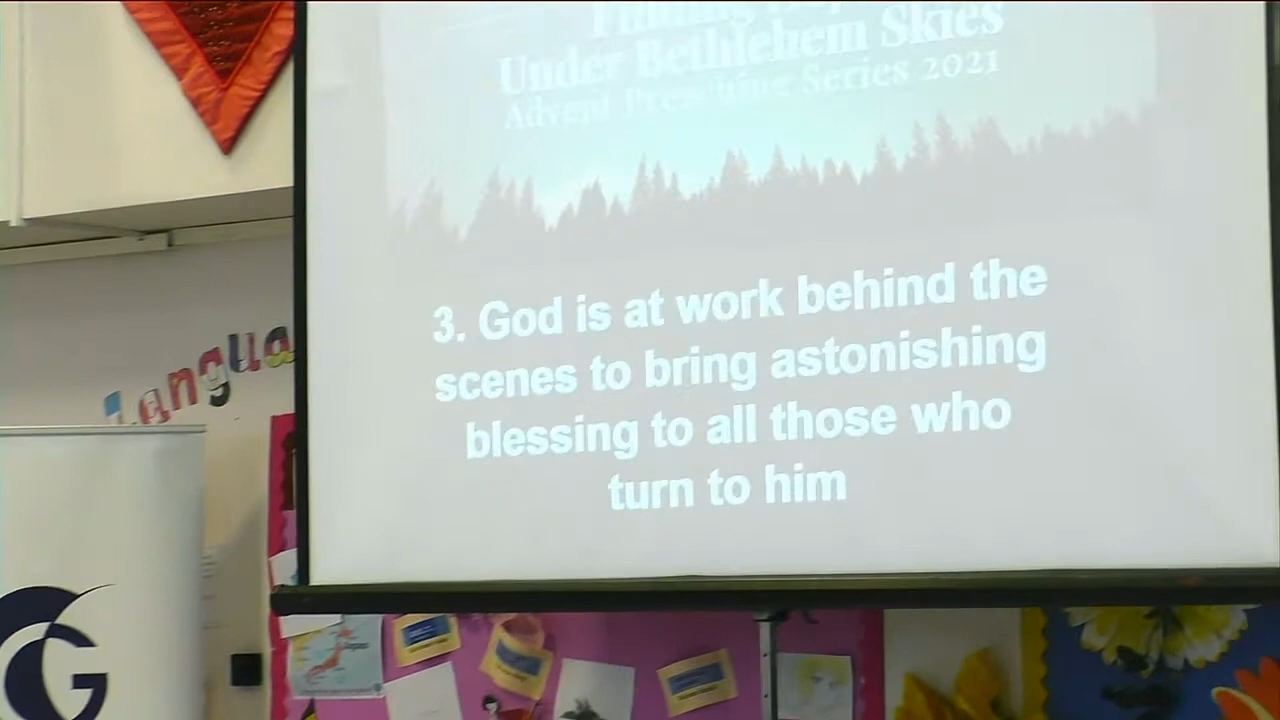 Under Bethlehem Skies
Advent Preaching Series 2021
3. God is at work behind the
scenes to bring astonishing
blessing to all those who
turn to him
Langua
G